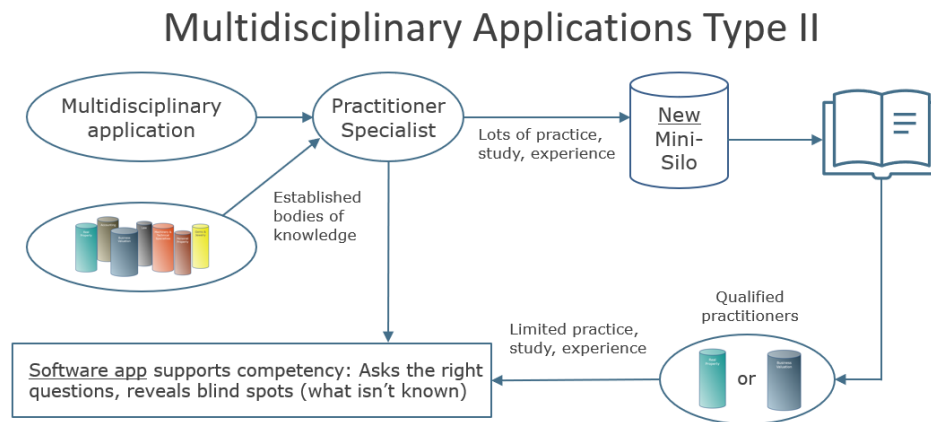 Multidisciplinary Applications Type II
Multidisciplinary
application
Practitioner
Specialist
Lots of practice,
study, experience
New
Mini-
Silo
Established
bodies of
knowledge
Qualified
practitioners
Limited practice,
study, experience
or
Software app supports competency: Asks the right
questions, reveals blind spots (what isn’t known)